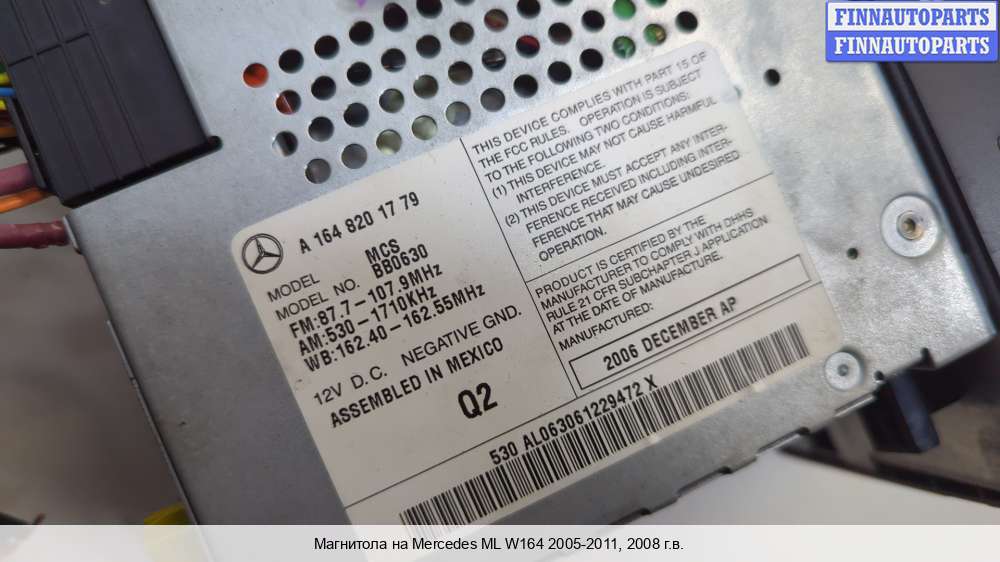 FINNAUTOPARTS
FINNAUTOPARTS
A 164 820 17 79
MODEL MCS
MODEL NO. BB0630
FM:87.7-107.9MHz
AM:530-1710KHz
WB:162.40-162.55MHz
12V D.C. NEGATIVE GND.
ASSEMBLED IN MEXICO
Q2
THIS DEVICE COMPLIES WITH PART 15 OF
THE FCC RULES. OPERATION IS SUBJECT
TO THE FOLLOWING TWO CONDITIONS:
(1) THIS DEVICE MAY NOT CAUSE HARMFUL
INTERFERENCE.
(2) THIS DEVICE MUST ACCEPT ANY INTER-
FERENCE RECEIVED INCLUDING INTER-
FERENCE THAT MAY CAUSE UNDESIRED
OPERATION.
PRODUCT IS CERTIFIED BY THE
MANUFACTURER TO COMPLY WITH DHHS
RULE 21 CFR SUBCHAPTER J APPLICATION
AT THE DATE OF MANUFACTURE.
MANUFACTURED:
2006 DECEMBER AP
530 AL063061229472 X
Магнитола на Mercedes ML W164 2005-2011, 2008 г.в.